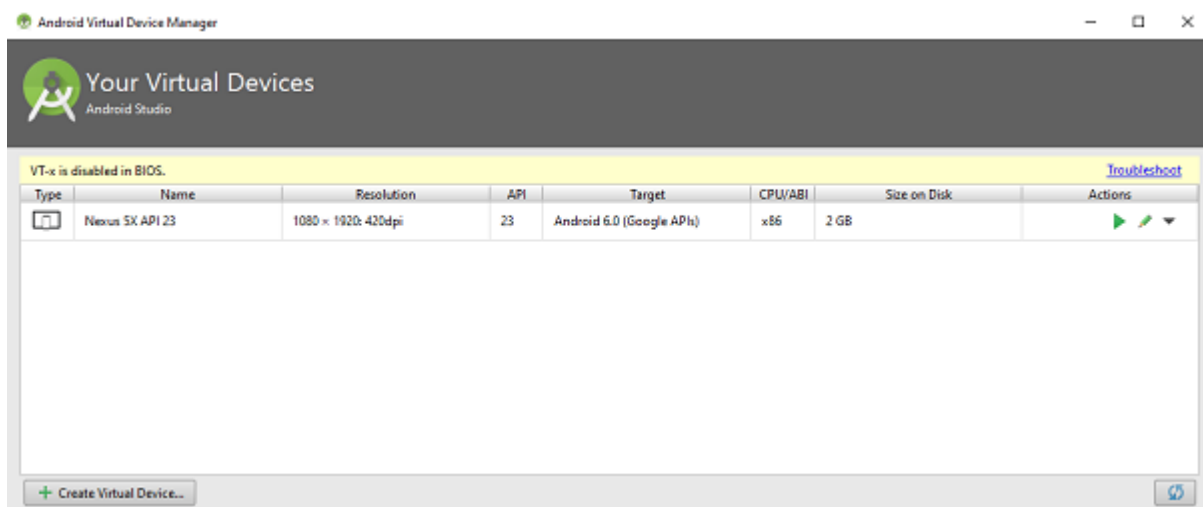 Android Virtual Device Manager
Your Virtual Devices
Android Studio
VT-x is disabled in BIOS. Troubleshoot
Type Name Resolution API Target CPU/ABI Size on Disk Actions
Nexus 5X API 23 1080 × 1920: 420dpi 23 Android 6.0 (Google APIs) x86 2 GB
Create Virtual Device...